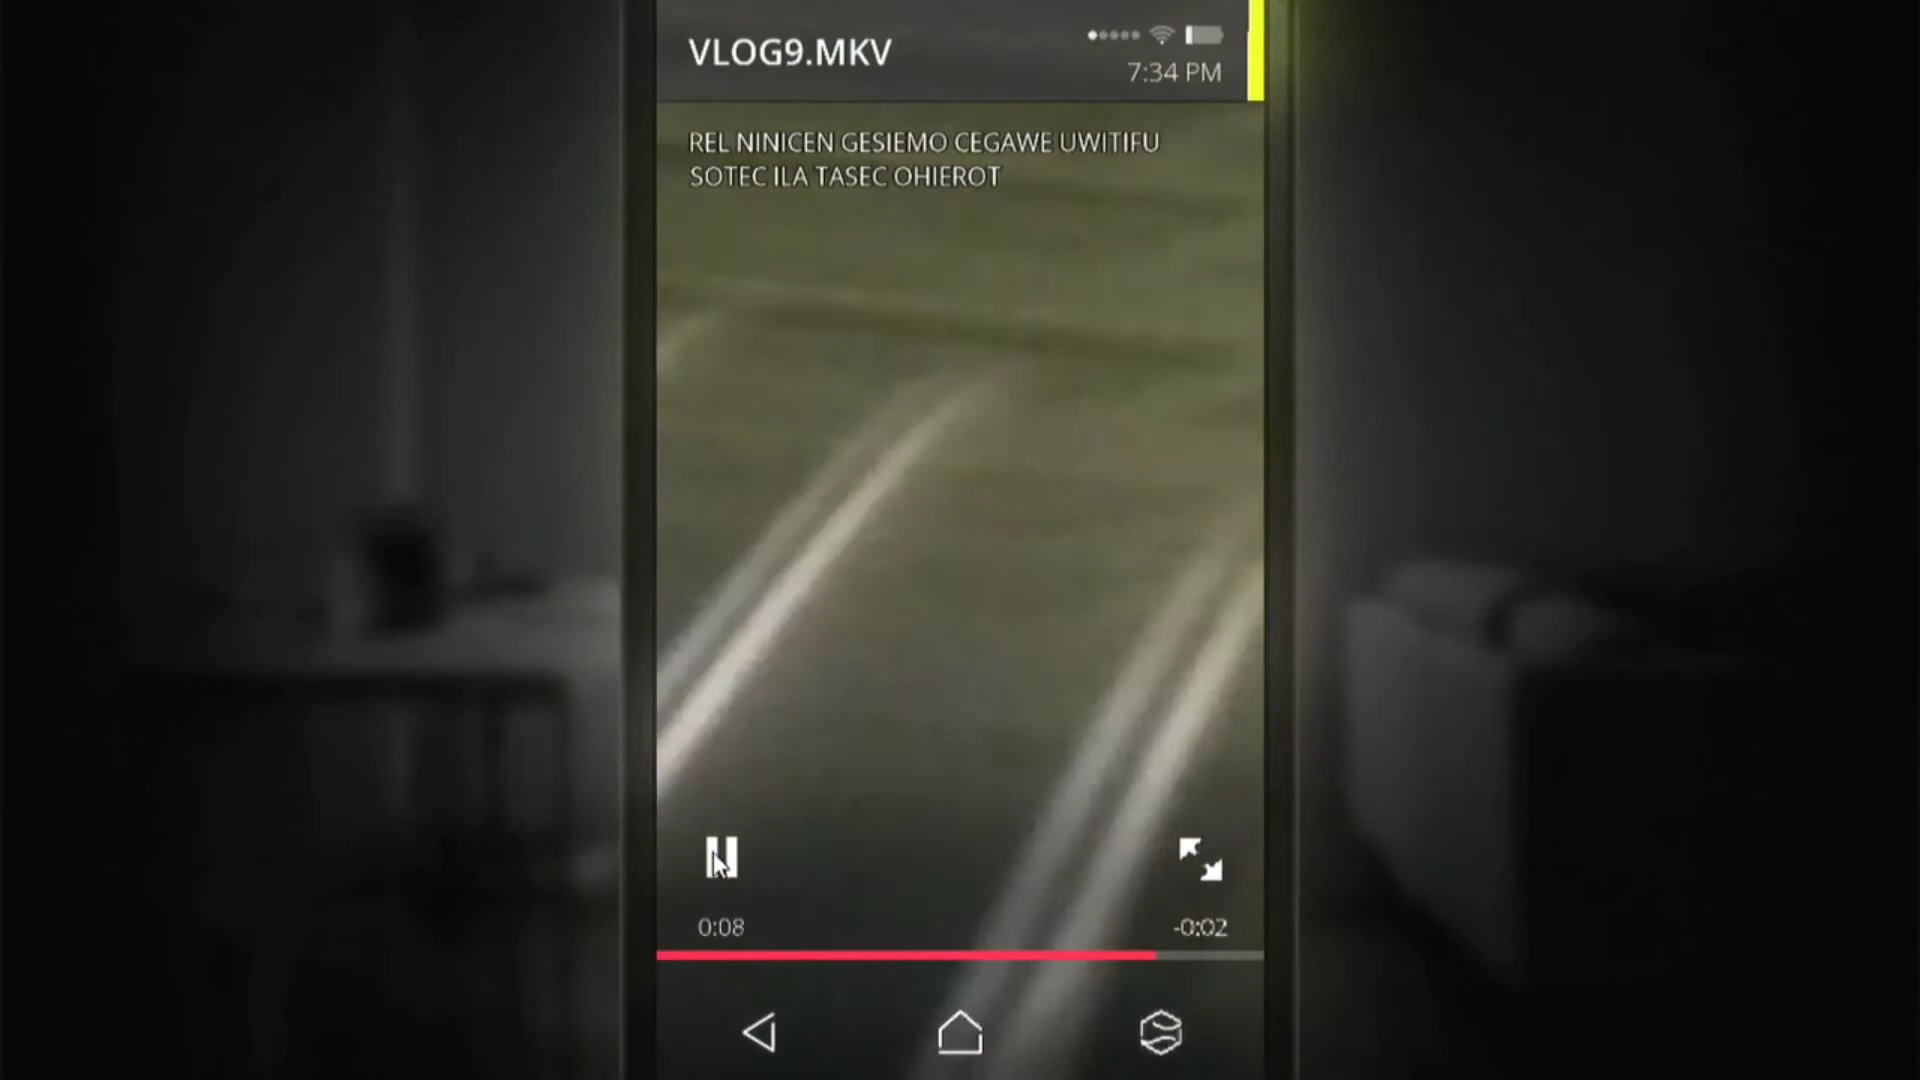 VLOG9.MKV
7:34 PM
REL NINICEN GESIEMO CEGAWE UWITIFU
SOTEC ILA TASEC OHIEROT
0:08
-0:02